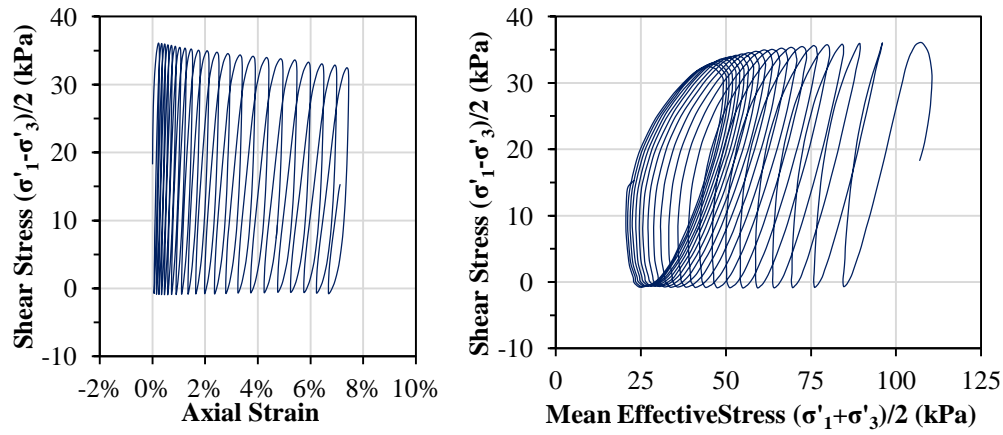 Shear Stress (σ'₁-σ'₃)/2 (kPa)
40
30
20
10
0
-10
-2% 0% 2% 4% 6% 8% 10%
Axial Strain
Shear Stress (σ'₁-σ'₃)/2 (kPa)
40
30
20
10
0
-10
0 25 50 75 100 125
Mean EffectiveStress (σ'₁+σ'₃)/2 (kPa)